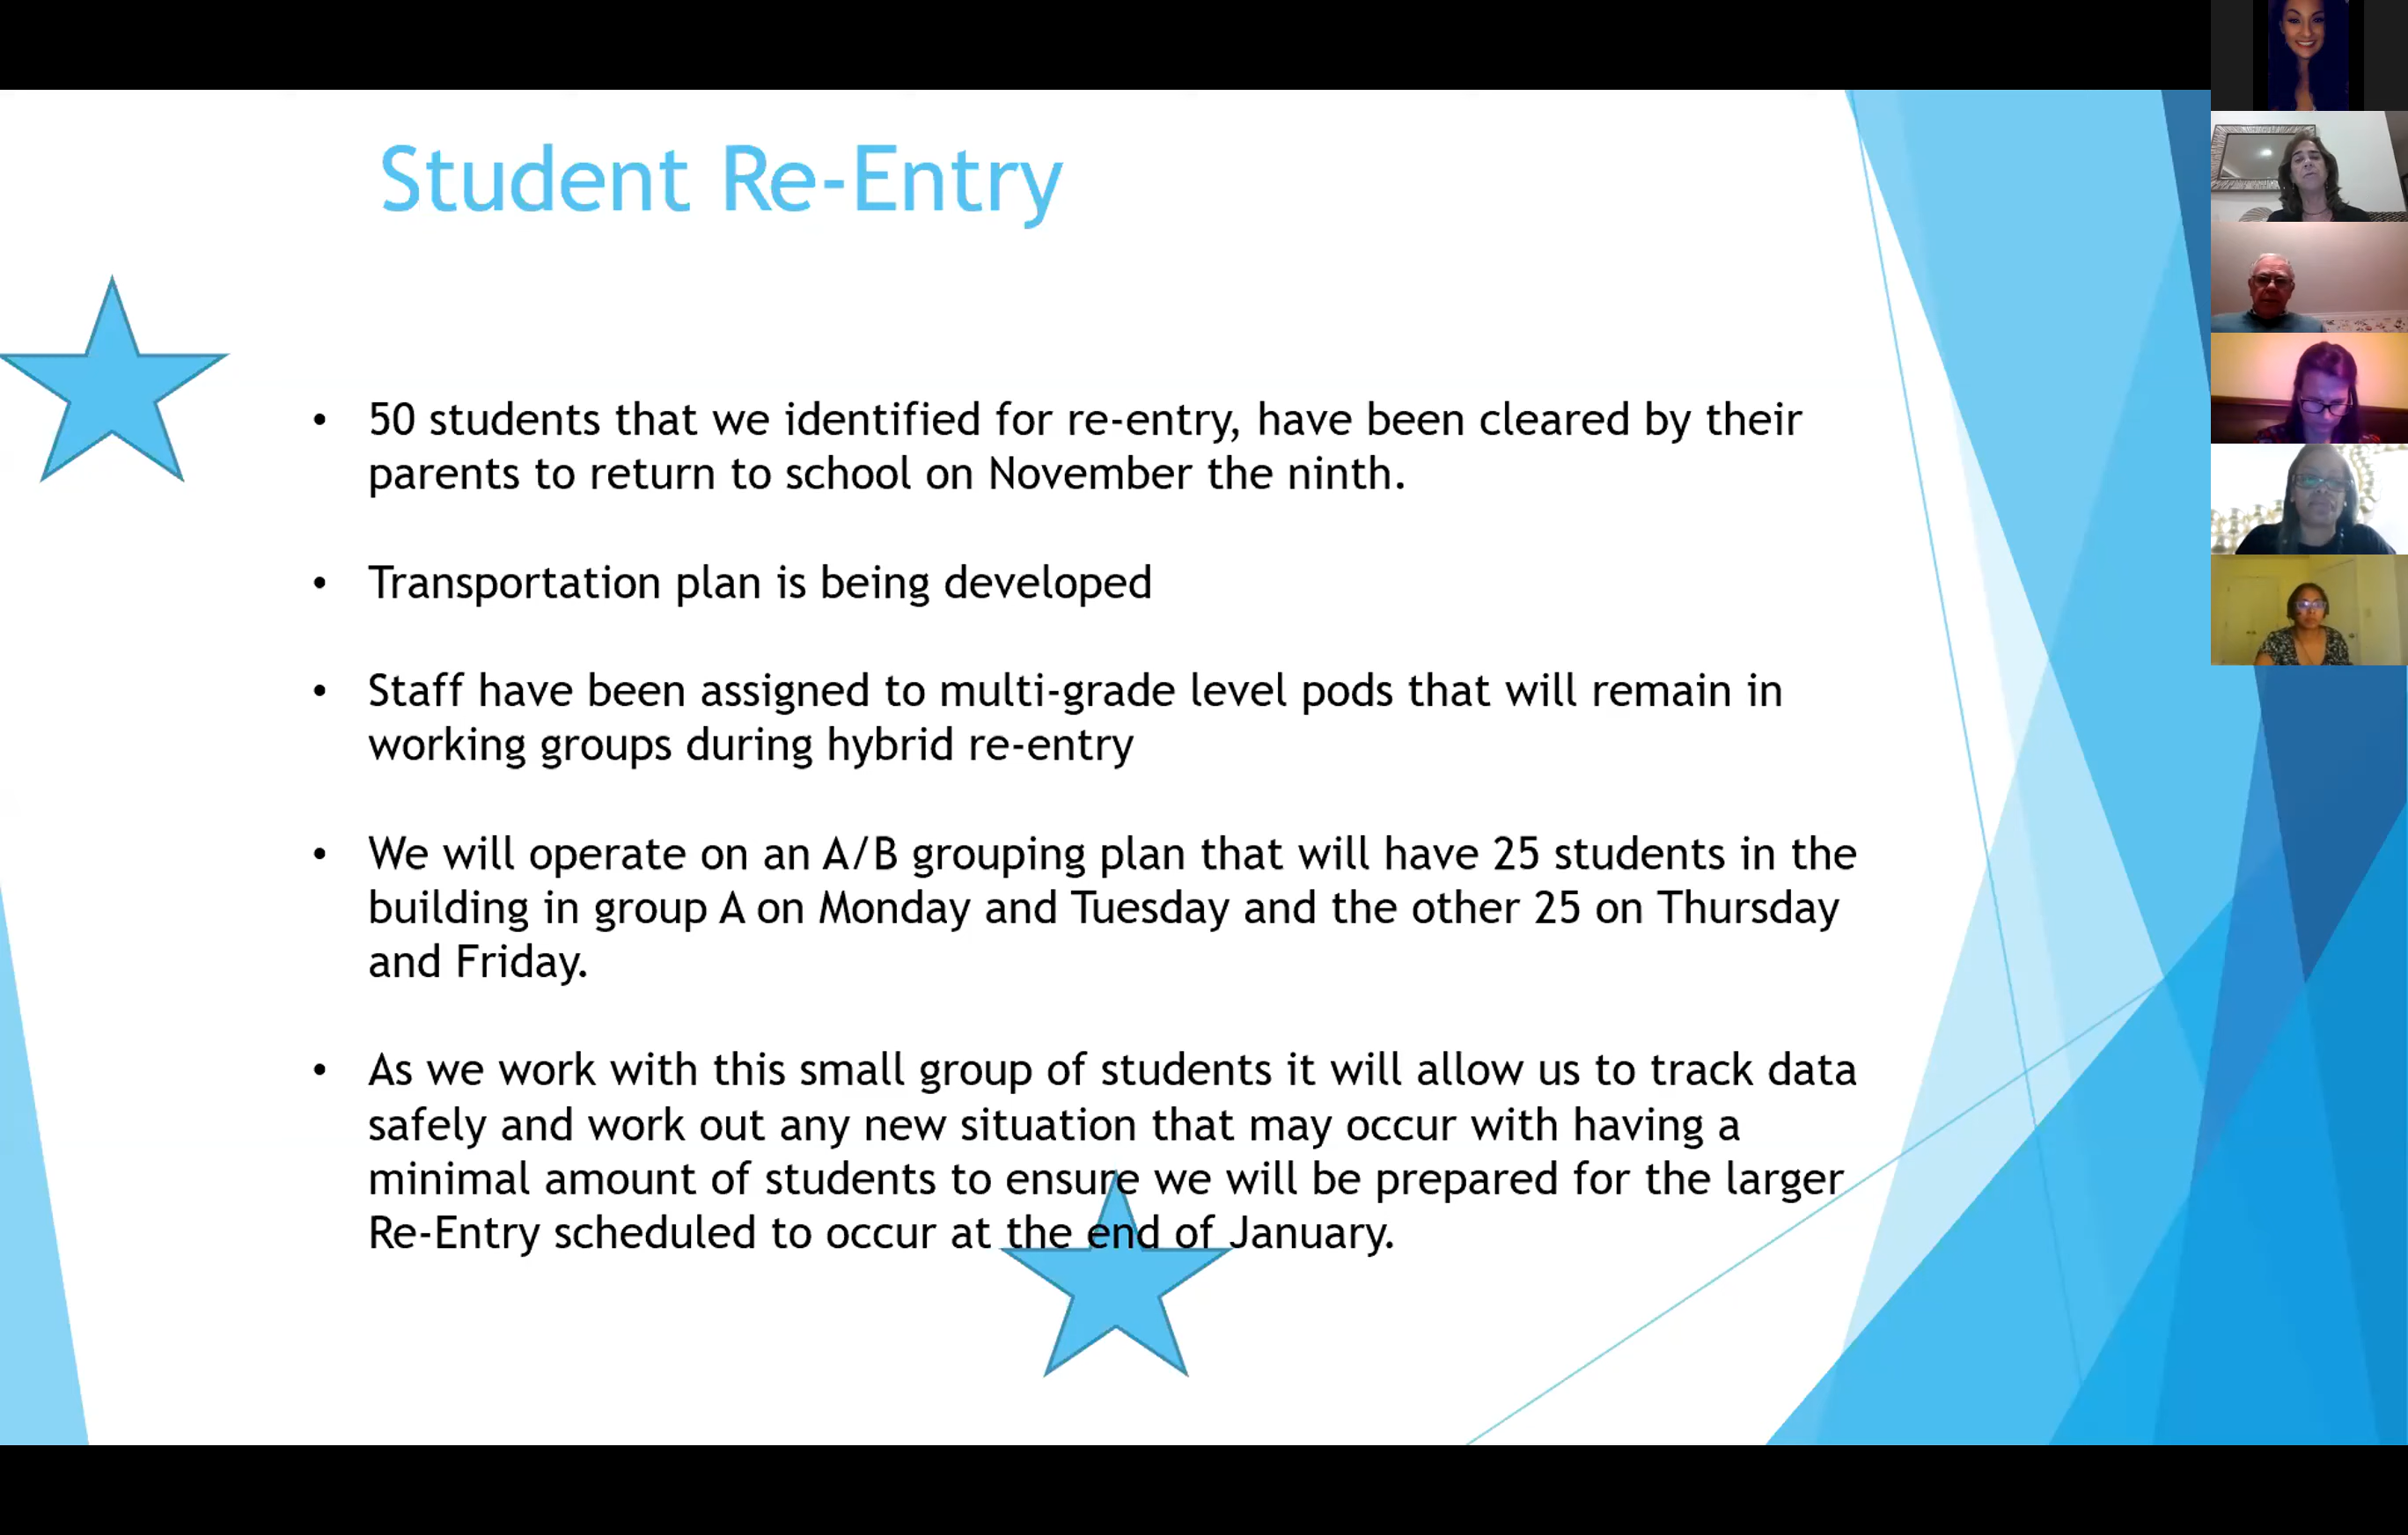 Student Re-Entry
• 50 students that we identified for re-entry, have been cleared by their
parents to return to school on November the ninth.
• Transportation plan is being developed
• Staff have been assigned to multi-grade level pods that will remain in
working groups during hybrid re-entry
• We will operate on an A/B grouping plan that will have 25 students in the
building in group A on Monday and Tuesday and the other 25 on Thursday
and Friday.
• As we work with this small group of students it will allow us to track data
safely and work out any new situation that may occur with having a
minimal amount of students to ensure we will be prepared for the larger
Re-Entry scheduled to occur at the end of January.